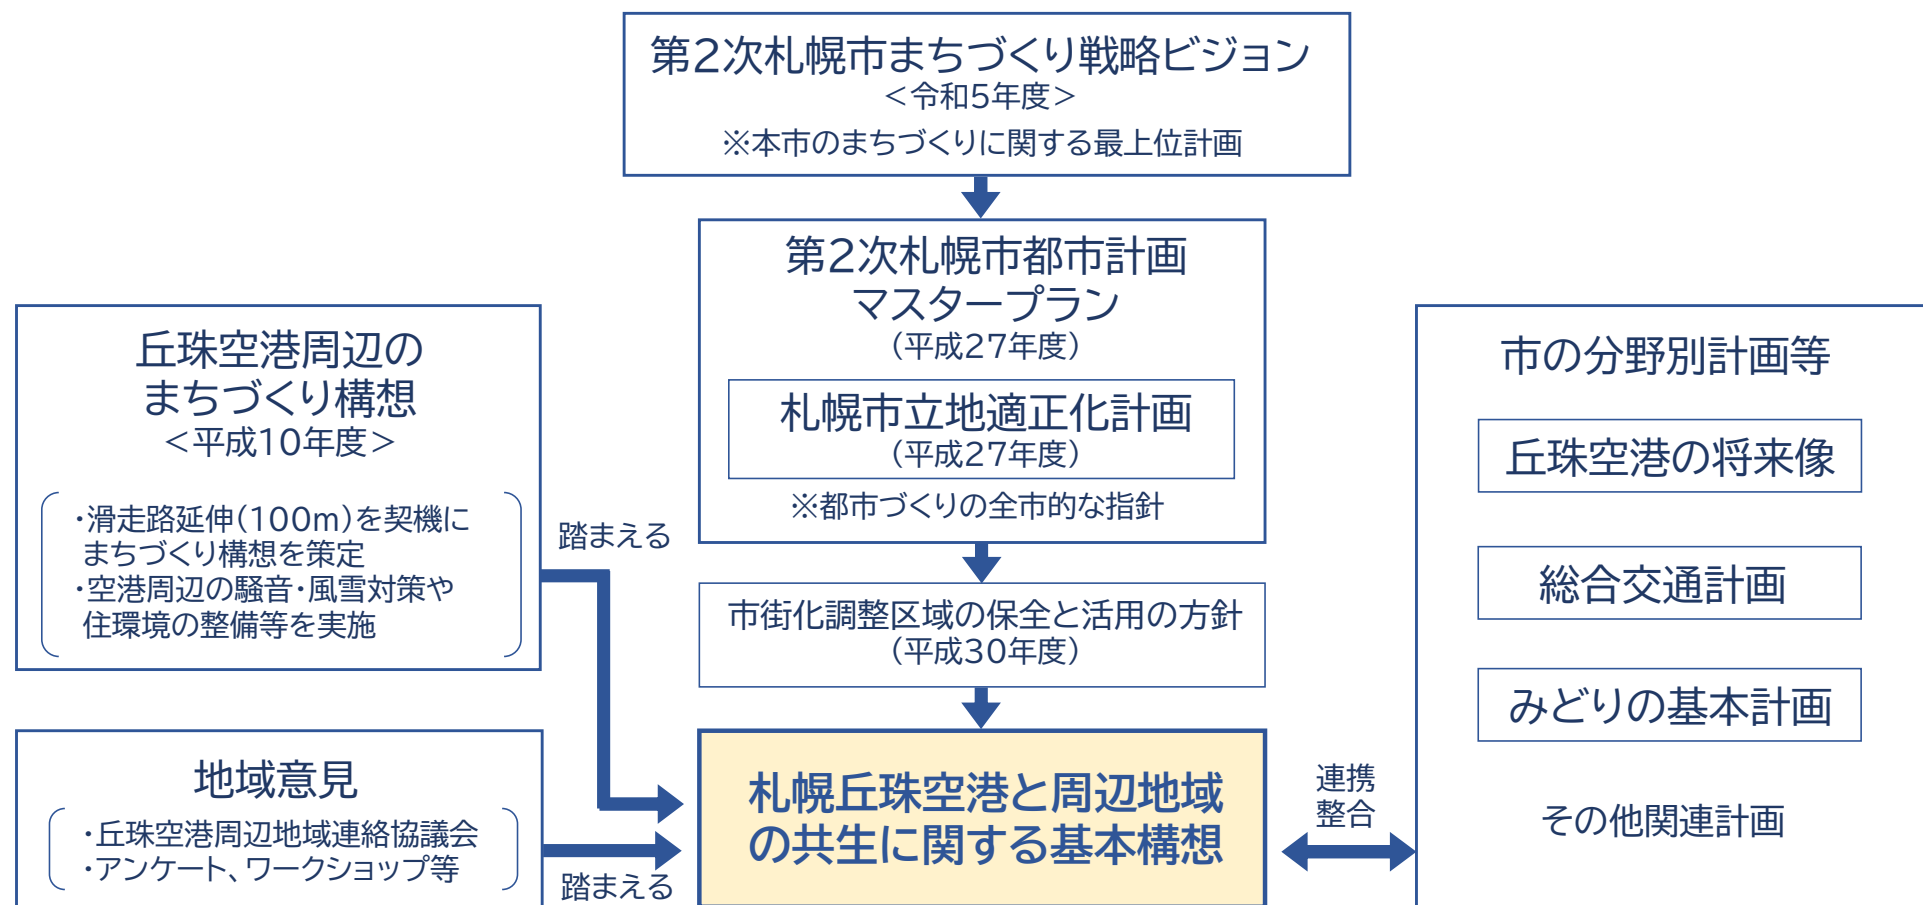 第2次札幌市まちづくり戦略ビジョン
＜令和5年度＞
※本市のまちづくりに関する最上位計画
第2次札幌市都市計画
マスタープラン
（平成27年度）
札幌市立地適正化計画
（平成27年度）
※都市づくりの全市的な指針
市街化調整区域の保全と活用の方針
（平成30年度）
丘珠空港周辺の
まちづくり構想
＜平成10年度＞
・滑走路延伸（100m）を契機に
まちづくり構想を策定
・空港周辺の騒音・風雪対策や
住環境の整備等を実施
踏まえる
地域意見
・丘珠空港周辺地域連絡協議会
・アンケート、ワークショップ等
踏まえる
札幌丘珠空港と周辺地域
の共生に関する基本構想
連携
整合
市の分野別計画等
丘珠空港の将来像
総合交通計画
みどりの基本計画
その他関連計画